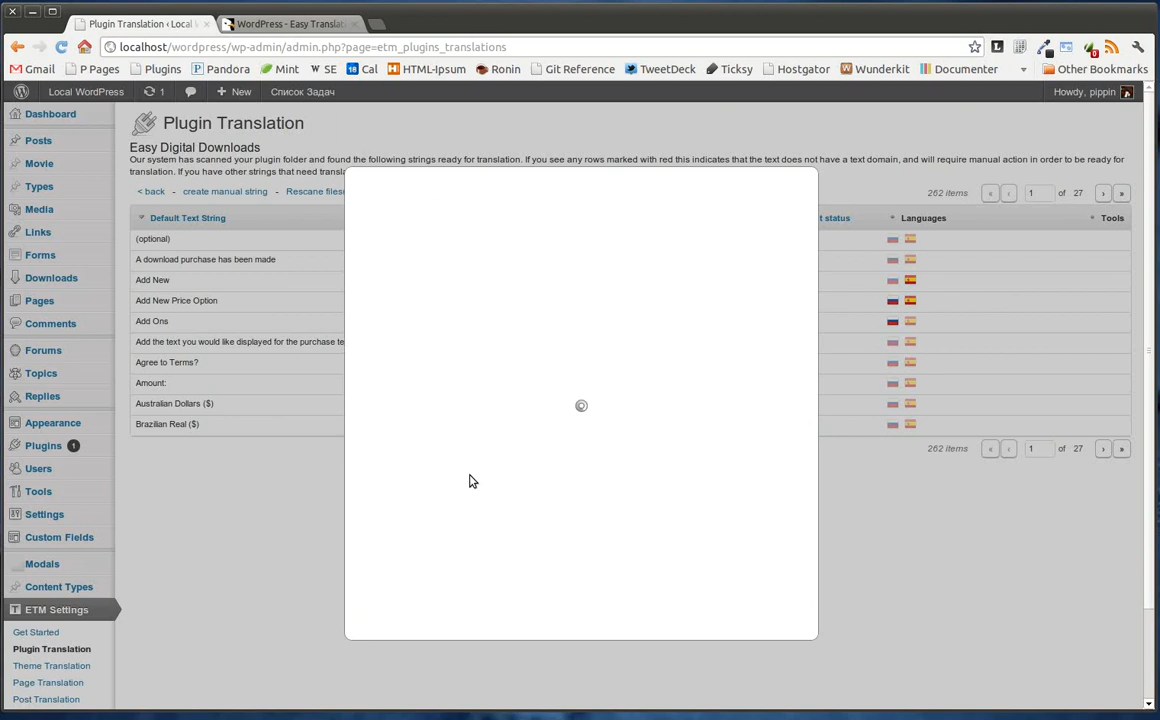 Plugin Translation ‹ Local W
WordPress - Easy Translat
localhost/wordpress/wp-admin/admin.php?page=etm_plugins_translations
Gmail P Pages Plugins Pandora Mint W SE 18 Cal HTML-Ipsum Ronin Git Reference TweetDeck Ticksy Hostgator Wunderkit Documenter Other Bookmarks
Local WordPress 1 + New Список Задач Howdy, pippin
Dashboard
Posts
Movie
Types
Media
Links
Forms
Downloads
Pages
Comments
Forums
Topics
Replies
Appearance
Plugins 1
Users
Tools
Settings
Custom Fields
Modals
Content Types
ETM Settings
Get Started
Plugin Translation
Theme Translation
Page Translation
Post Translation
Plugin Translation
Easy Digital Downloads
Our system has scanned your plugin folder and found the following strings ready for translation. If you see any rows marked with red this indicates that the text does not have a text domain, and will require manual action in order to be ready for
translation. If you have other strings that need transl
< back - create manual string - Rescane files
262 items « ‹ 1 of 27 › »
Default Text String t status Languages Tools
(optional)
A download purchase has been made
Add New
Add New Price Option
Add Ons
Add the text you would like displayed for the purchase te
Agree to Terms?
Amount:
Australian Dollars ($)
Brazilian Real ($)
262 items « ‹ 1 of 27 › »